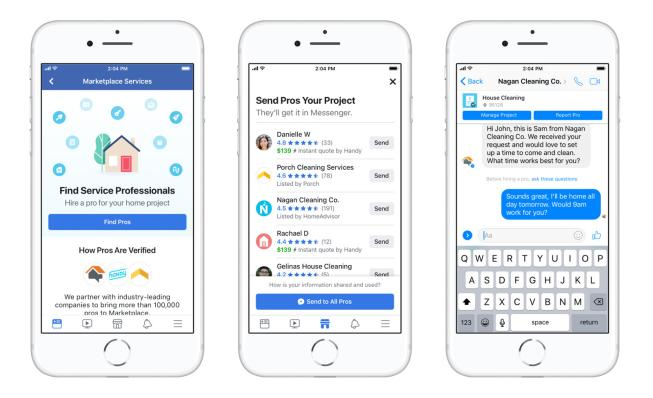 2:04 PM
Marketplace Services
Find Service Professionals
Hire a pro for your home project
Find Pros
How Pros Are Verified
HANDY
We partner with industry-leading
companies to bring more than 100,000
pros to Marketplace.
2:04 PM
Send Pros Your Project
They'll get it in Messenger.
Danielle W
4.8 ★★★★★ (33)
$139 ⚡ Instant quote by Handy
Send
Porch Cleaning Services
4.6 ★★★★★ (78)
Listed by Porch
Send
Nagan Cleaning Co.
4.5 ★★★★★ (191)
Listed by HomeAdvisor
Send
Rachael D
4.4 ★★★★★ (12)
$139 ⚡ Instant quote by Handy
Send
Gelinas House Cleaning
4.2 ★★★★★ (5)
Send
How is your information shared and used?
Send to All Pros
2:04 PM
Back
Nagan Cleaning Co.
House Cleaning
95126
Manage Project
Report Pro
Hi John, this is Sam from Nagan
Cleaning Co. We received your
request and would love to set
up a time to come and clean.
What time works best for you?
Before hiring a pro, ask these questions.
Sounds great, I'll be home all
day tomorrow. Would 9am
work for you?
Aa
Q W E R T Y U I O P
A S D F G H J K L
Z X C V B N M
123
space
return